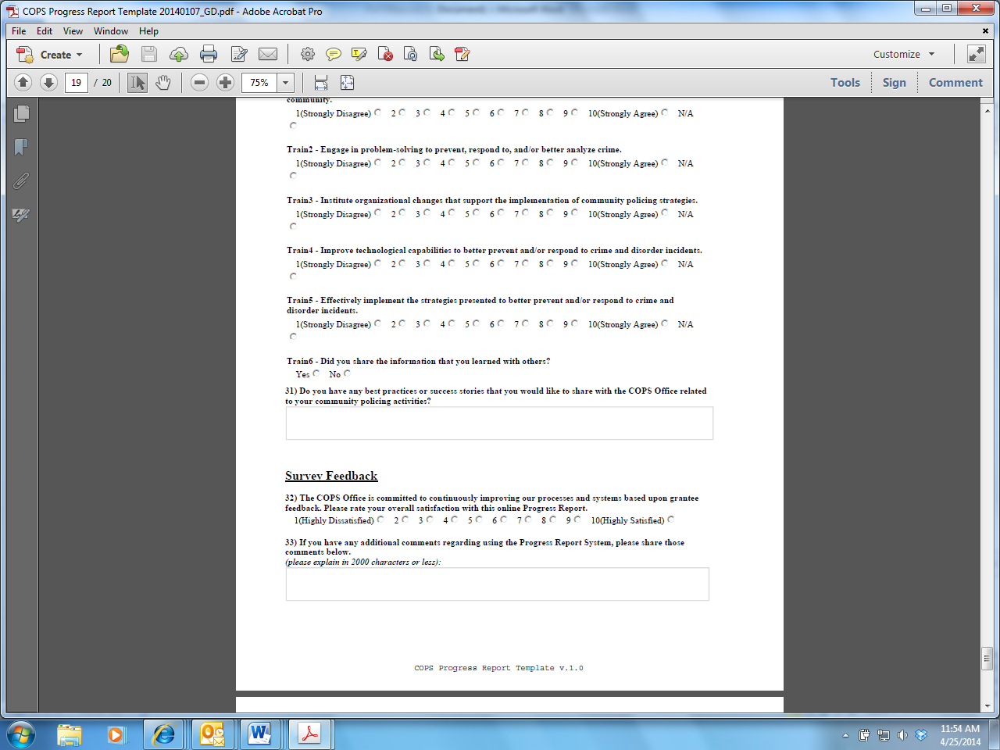 COPS Progress Report Template 20140107_GD.pdf - Adobe Acrobat Pro
File Edit View Window Help
Create Customize
19 / 20 75% Tools Sign Comment
community.
1(Strongly Disagree) 2 3 4 5 6 7 8 9 10(Strongly Agree) N/A
Train2 - Engage in problem-solving to prevent, respond to, and/or better analyze crime.
1(Strongly Disagree) 2 3 4 5 6 7 8 9 10(Strongly Agree) N/A
Train3 - Institute organizational changes that support the implementation of community policing strategies.
1(Strongly Disagree) 2 3 4 5 6 7 8 9 10(Strongly Agree) N/A
Train4 - Improve technological capabilities to better prevent and/or respond to crime and disorder incidents.
1(Strongly Disagree) 2 3 4 5 6 7 8 9 10(Strongly Agree) N/A
Train5 - Effectively implement the strategies presented to better prevent and/or respond to crime and
disorder incidents.
1(Strongly Disagree) 2 3 4 5 6 7 8 9 10(Strongly Agree) N/A
Train6 - Did you share the information that you learned with others?
Yes No
31) Do you have any best practices or success stories that you would like to share with the COPS Office related
to your community policing activities?
Survey Feedback
32) The COPS Office is committed to continuously improving our processes and systems based upon grantee
feedback. Please rate your overall satisfaction with this online Progress Report.
1(Highly Dissatisfied) 2 3 4 5 6 7 8 9 10(Highly Satisfied)
33) If you have any additional comments regarding using the Progress Report System, please share those
comments below.
(please explain in 2000 characters or less):
COPS Progress Report Template v.1.0
11:54 AM
4/25/2014